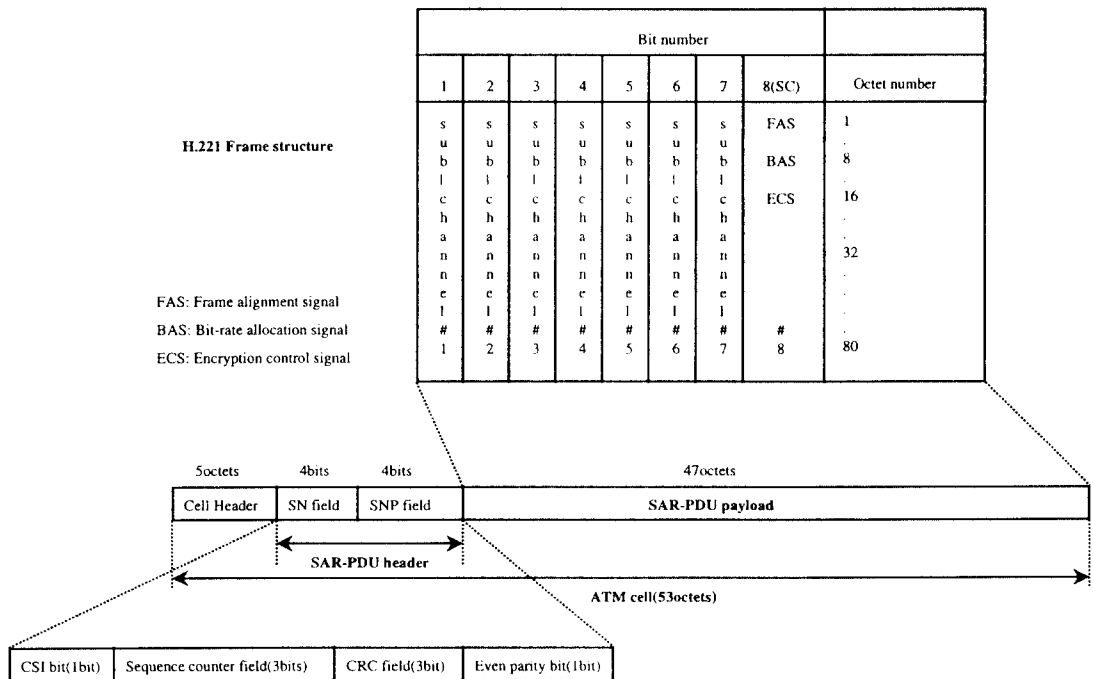 Bit number
1 2 3 4 5 6 7 8(SC) Octet number
s s s s s s s FAS 1
H.221 Frame structure
u u u u u u u .
b b b b b b b BAS 8
l l l l l l l .
c c c c c c c ECS 16
h h h h h h h .
a a a a a a a .
n n n n n n n 32
n n n n n n n .
e e c e e e e .
FAS: Frame alignment signal
l l l l l l l .
BAS: Bit-rate allocation signal
# # # # # # # # .
ECS: Encryption control signal
1 2 3 4 5 6 7 8 80
5octets 4bits 4bits 47octets
Cell Header SN field SNP field SAR-PDU payload
SAR-PDU header
ATM cell(53octets)
CSI bit(1bit) Sequence counter field(3bits) CRC field(3bit) Even parity bit(1bit)